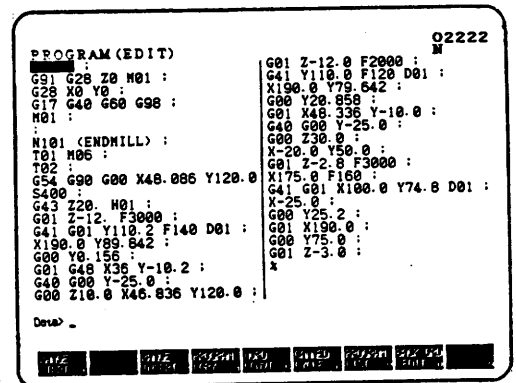 O2222
N
PROGRAM(EDIT)
;
G91 G28 Z0 M01 ;
G28 X0 Y0 ;
G17 G40 G60 G98 ;
M01 ;
;
N101 (ENDMILL) ;
T01 M06 ;
T02 ;
G54 G90 G00 X48.086 Y120.0
S400 ;
G43 Z20. H01 ;
G01 Z-12. F3000 ;
G41 G01 Y110.2 F140 D01 ;
X190.0 Y89.842 ;
G00 Y0.156 ;
G01 G48 X36 Y-10.2 ;
G40 G00 Y-25.0 ;
G00 Z10.0 X46.836 Y120.0 ;
G01 Z-12.0 F2000 ;
G41 Y110.0 F120 D01 ;
X190.0 Y79.642 ;
G00 Y20.858 ;
G01 X48.336 Y-10.0 ;
G40 G00 Y-25.0 ;
G00 Z30.0 ;
X-20.0 Y50.0 ;
G01 Z-2.8 F3000 ;
X175.0 F160 ;
G41 G01 X100.0 Y74.8 D01 ;
X-25.0 ;
G00 Y25.2 ;
G01 X190.0 ;
G00 Y75.0 ;
G01 Z-3.0 ;
%
Data> _